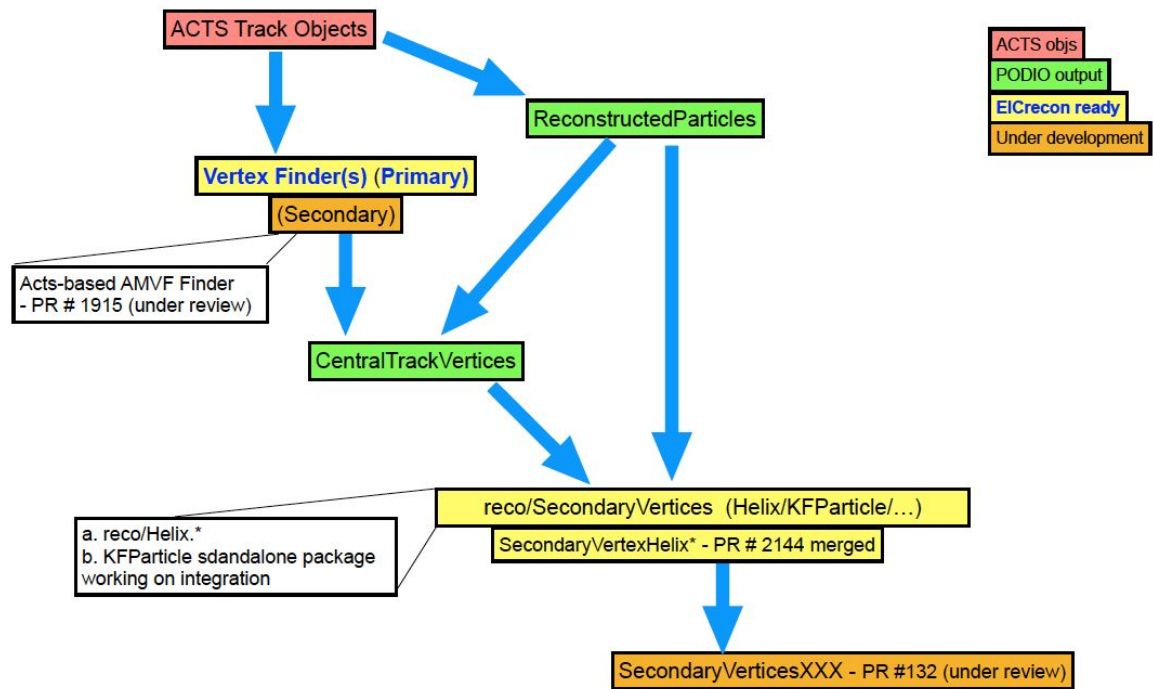 ACTS Track Objects
ACTS objs
PODIO output
EICrecon ready
Under development
ReconstructedParticles
Vertex Finder(s) (Primary)
(Secondary)
Acts-based AMVF Finder
- PR # 1915 (under review)
CentralTrackVertices
reco/SecondaryVertices (Helix/KFParticle/…)
SecondaryVertexHelix* - PR # 2144 merged
a. reco/Helix.*
b. KFParticle sdandalone package
working on integration
SecondaryVerticesXXX - PR #132 (under review)